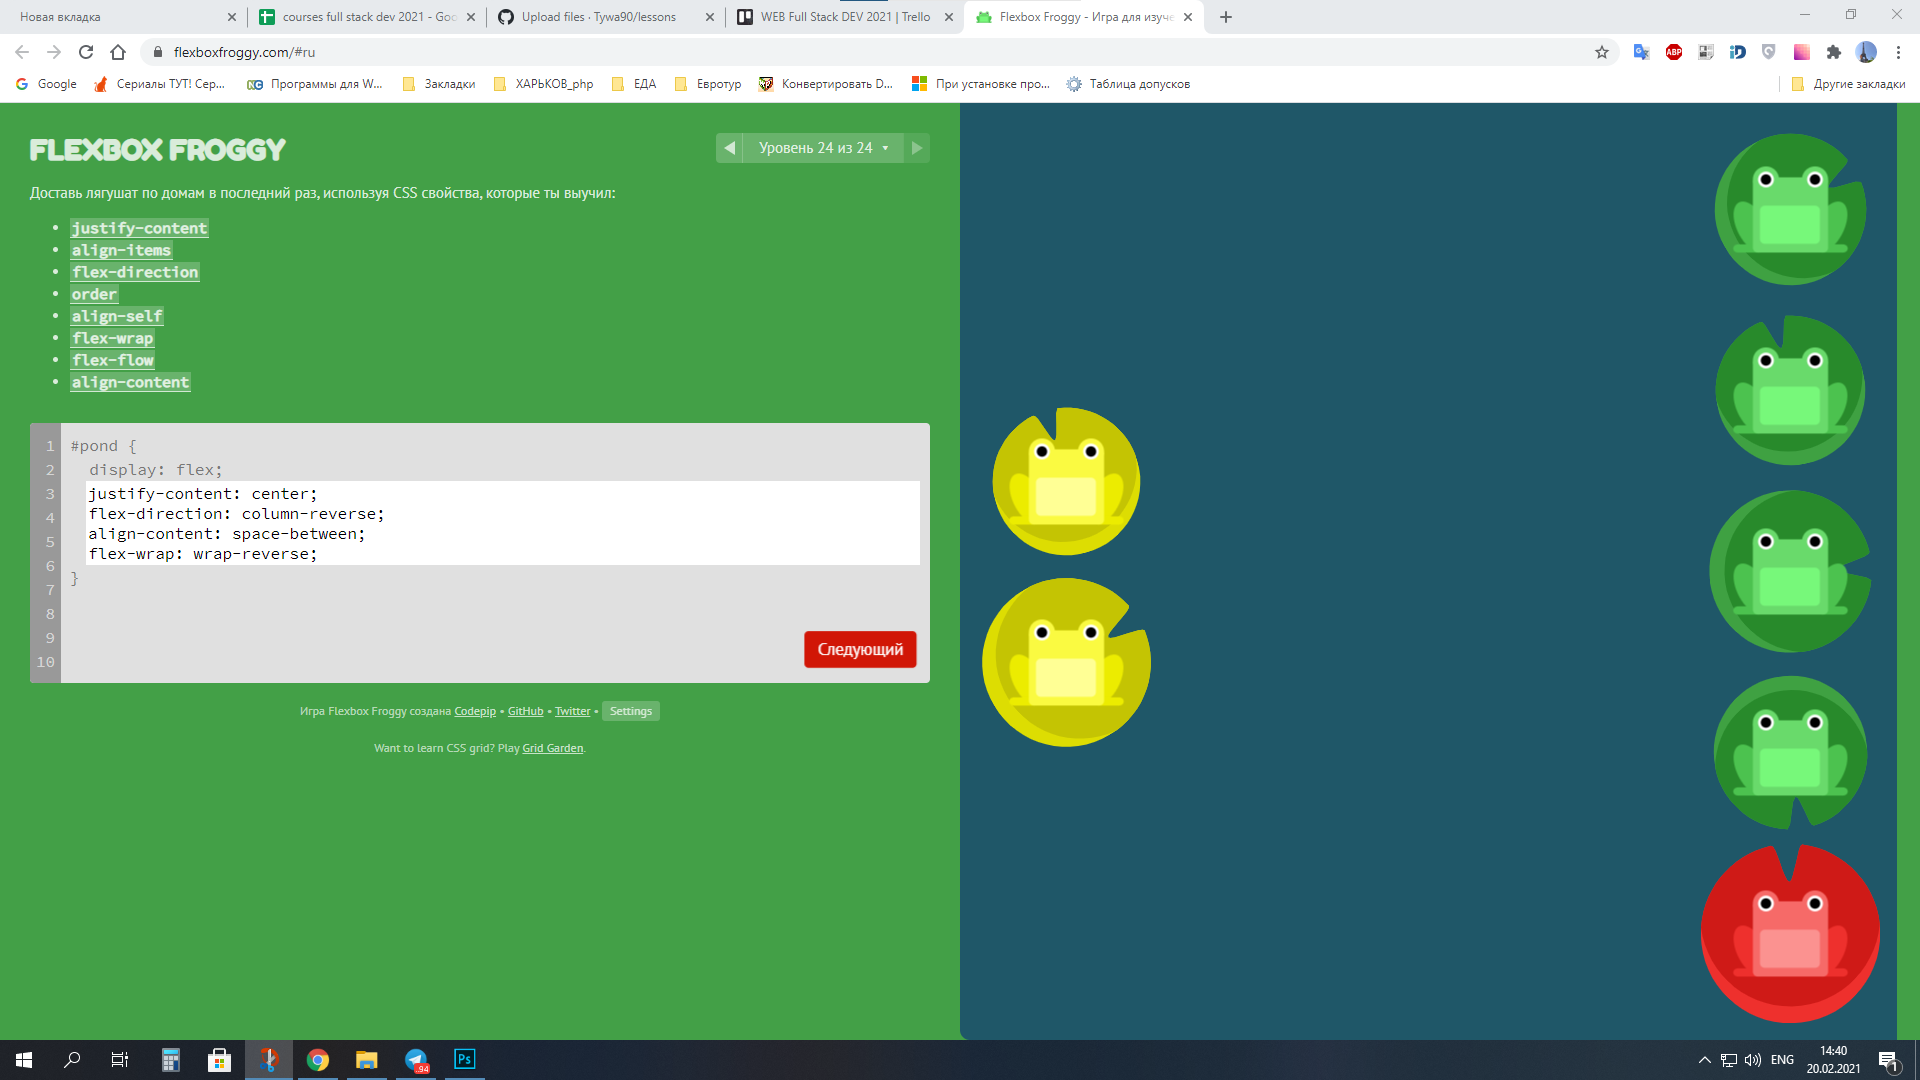 Новая вкладка
courses full stack dev 2021 - Goo
Upload files · Tywa90/lessons
WEB Full Stack DEV 2021 | Trello
Flexbox Froggy - Игра для изуче
flexboxfroggy.com/#ru
ABP
Google
Сериалы ТУТ! Сер...
Программы для W...
Закладки
ХАРЬКОВ_php
ЕДА
Евротур
Конвертировать D...
При установке про...
Таблица допусков
Другие закладки
FLEXBOX FROGGY
Уровень 24 из 24
Доставь лягушат по домам в последний раз, используя CSS свойства, которые ты выучил:
justify-content
align-items
flex-direction
order
align-self
flex-wrap
flex-flow
align-content
1 #pond {
2 display: flex;
3 justify-content: center;
4 flex-direction: column-reverse;
5 align-content: space-between;
6 flex-wrap: wrap-reverse;
7 }
8
9
10
Следующий
Игра Flexbox Froggy создана Codepip • GitHub • Twitter • Settings
Want to learn CSS grid? Play Grid Garden.
94
Ps
ENG
14:40
20.02.2021
1